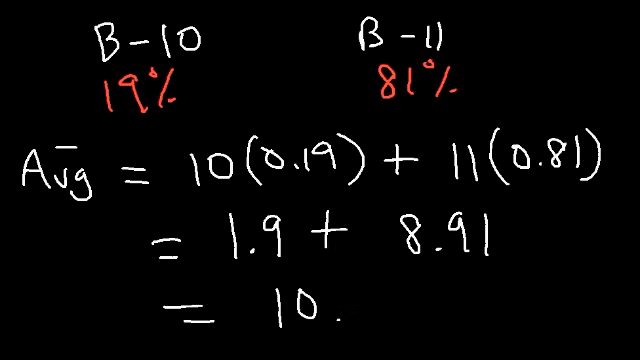 B-10 B-11
19% 81%
Avg = 10(0.19) + 11(0.81)
= 1.9 + 8.91
= 10.